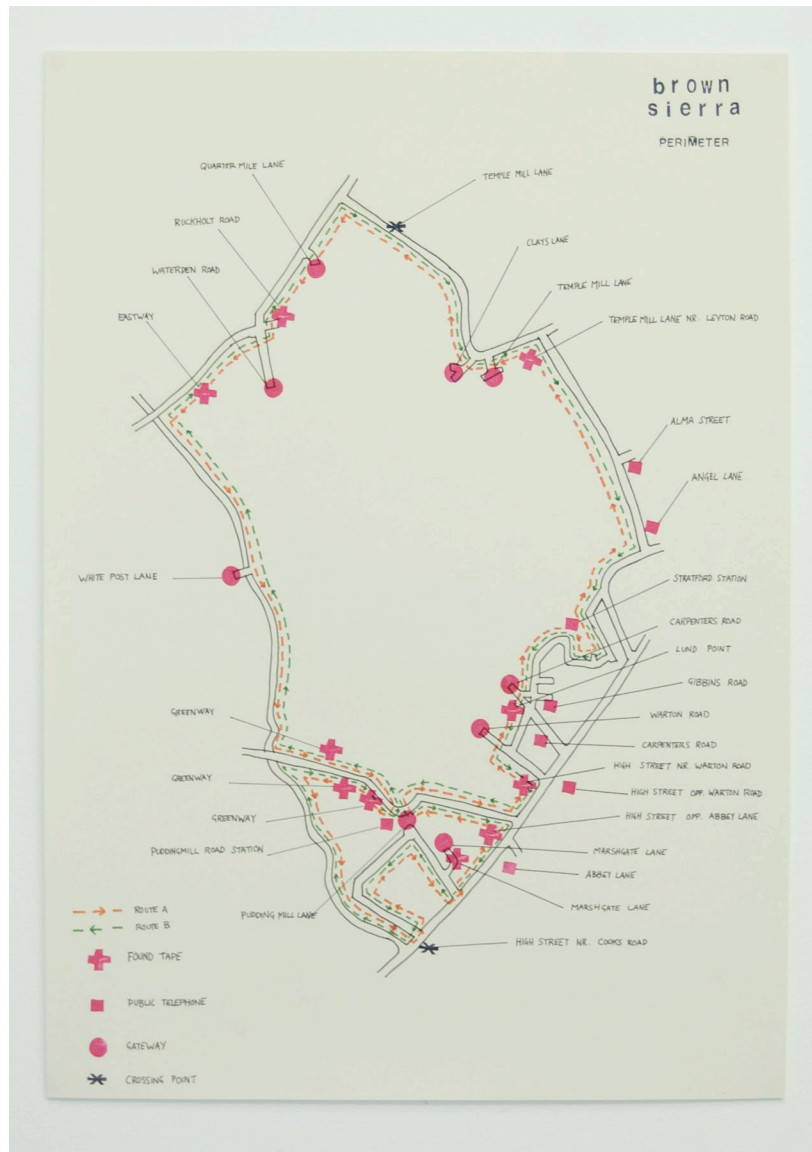 brown
sierra
PERIMETER
QUARTER MILE LANE
TEMPLE MILL LANE
RUCKHOLT ROAD
CLAYS LANE
WATERDEN ROAD
TEMPLE MILL LANE
EASTWAY
TEMPLE MILL LANE NR. LEYTON ROAD
ALMA STREET
ANGEL LANE
WHITE POST LANE
STRATFORD STATION
CARPENTERS ROAD
LUND POINT
GIBBINS ROAD
GREENWAY
WARTON ROAD
CARPENTERS ROAD
HIGH STREET NR. WARTON ROAD
GREENWAY
HIGH STREET OPP. WARTON ROAD
GREENWAY
HIGH STREET OPP. ABBEY LANE
PUDDINGMILL ROAD STATION
MARSHGATE LANE
ABBEY LANE
PUDDING MILL LANE
MARSHGATE LANE
HIGH STREET NR. COOKS ROAD
ROUTE A
ROUTE B
FOUND TAPE
PUBLIC TELEPHONE
GATEWAY
CROSSING POINT